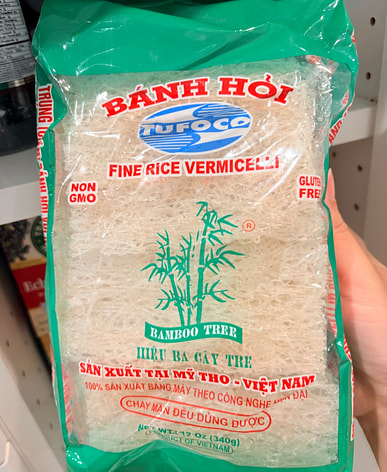 BÁNH HỎI
TUFOCO
FINE RICE VERMICELLI
NON
GMO
GLUTEN
FREE
®
BAMBOO TREE
HIỆU BA CÂY TRE
SẢN XUẤT TẠI MỸ THO - VIỆT NAM
100% SẢN XUẤT BẰNG MÁY THEO CÔNG NGHỆ HIỆN ĐẠI
CHAY MẶN ĐỀU DÙNG ĐƯỢC
NET WT. 12 Oz (340g)
PRODUCT OF VIETNAM